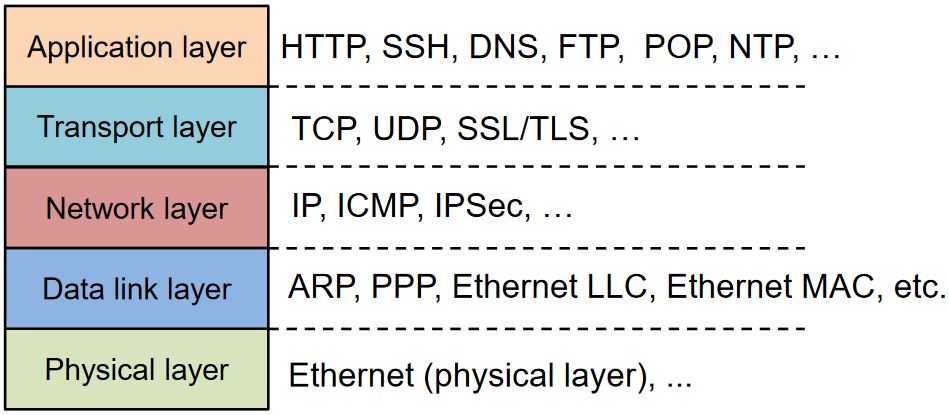 Application layer HTTP, SSH, DNS, FTP, POP, NTP, …
Transport layer TCP, UDP, SSL/TLS, …
Network layer IP, ICMP, IPSec, …
Data link layer ARP, PPP, Ethernet LLC, Ethernet MAC, etc.
Physical layer Ethernet (physical layer), ...